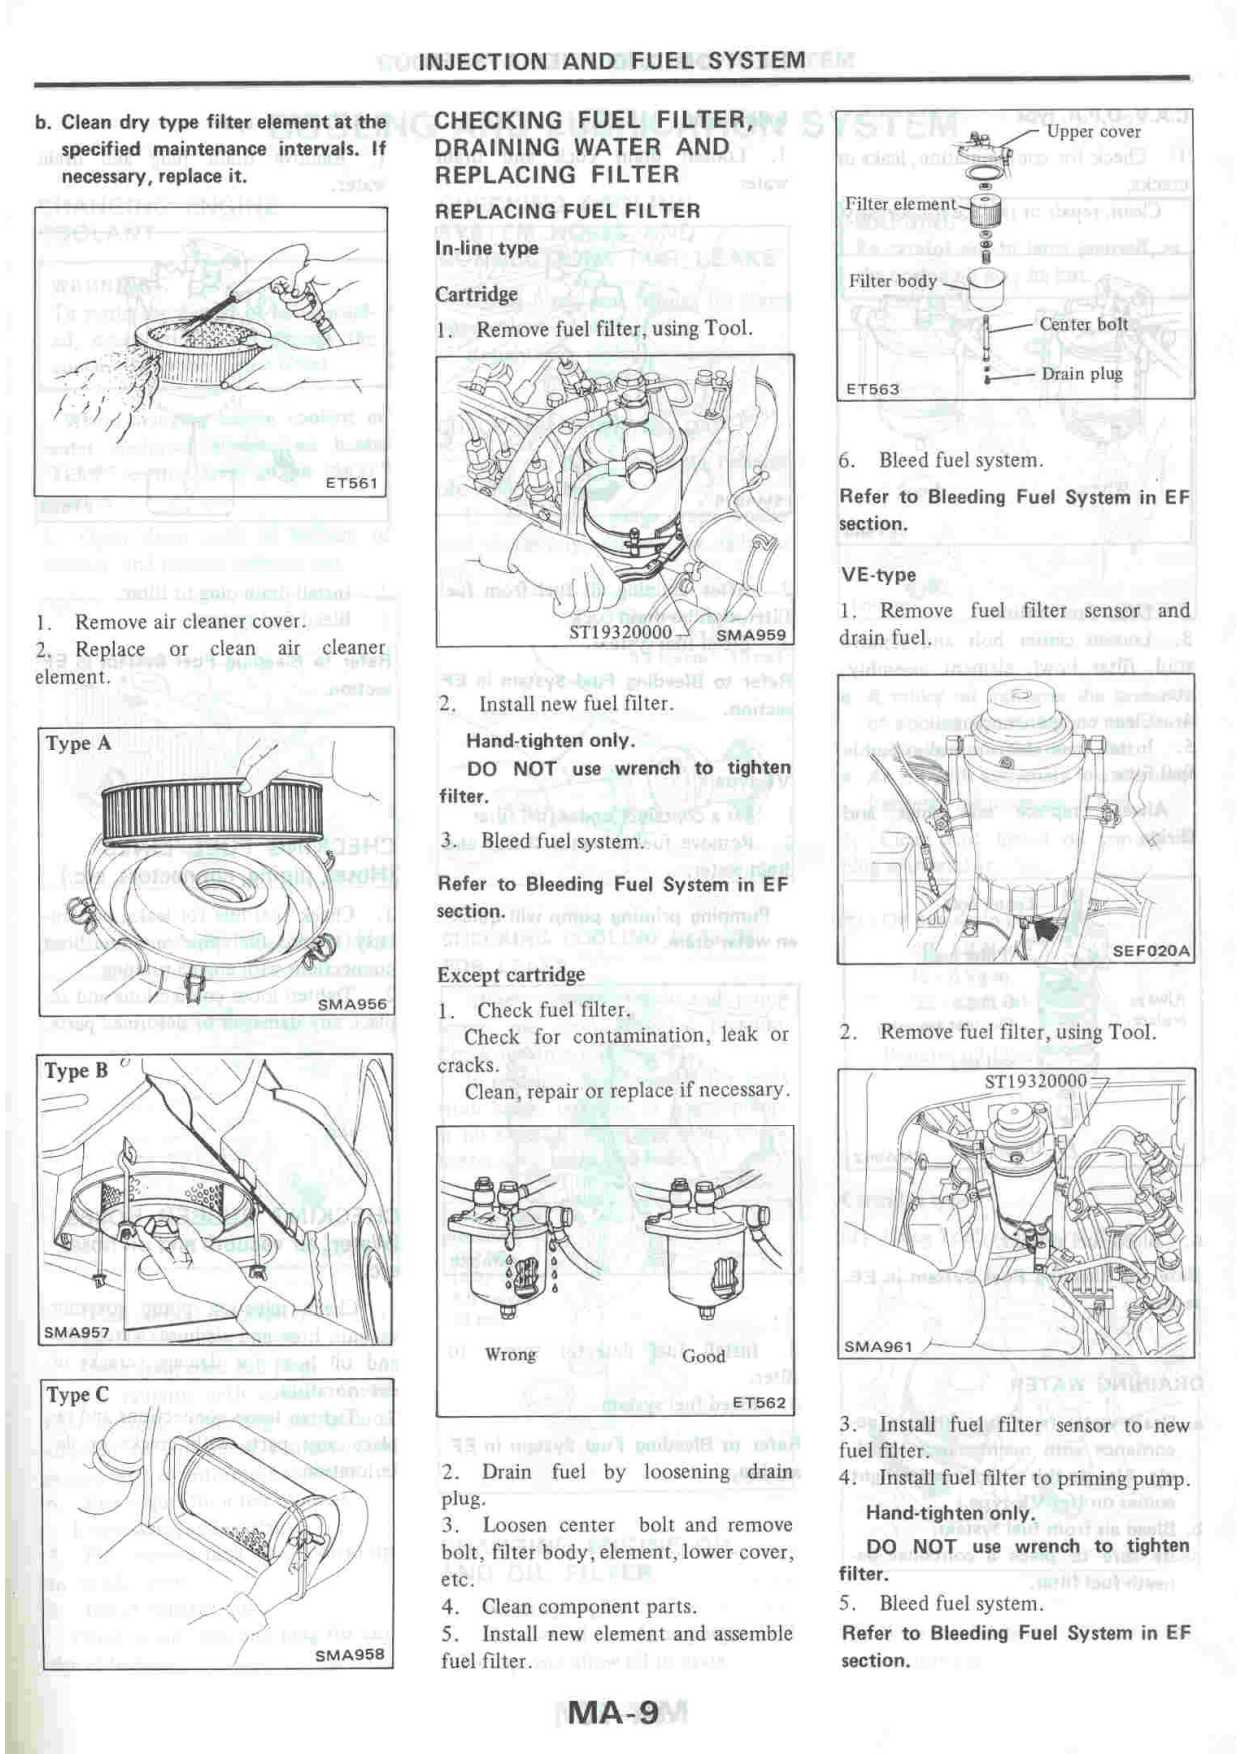 INJECTION AND FUEL SYSTEM
b. Clean dry type filter element at the
specified maintenance intervals. If
necessary, replace it.
ET561
1. Remove air cleaner cover.
2. Replace or clean air cleaner
element.
Type A
SMA956
Type B
SMA957
Type C
SMA958
CHECKING FUEL FILTER,
DRAINING WATER AND
REPLACING FILTER
REPLACING FUEL FILTER
In-line type
Cartridge
1. Remove fuel filter, using Tool.
ST19320000
SMA959
2. Install new fuel filter.
Hand-tighten only.
DO NOT use wrench to tighten
filter.
3. Bleed fuel system.
Refer to Bleeding Fuel System in EF
section.
Except cartridge
1. Check fuel filter.
Check for contamination, leak or
cracks.
Clean, repair or replace if necessary.
Wrong
Good
ET562
2. Drain fuel by loosening drain
plug.
3. Loosen center bolt and remove
bolt, filter body, element, lower cover,
etc.
4. Clean component parts.
5. Install new element and assemble
fuel filter.
Upper cover
Filter element
Filter body
Center bolt
Drain plug
ET563
6. Bleed fuel system.
Refer to Bleeding Fuel System in EF
section.
VE-type
1. Remove fuel filter sensor and
drain fuel.
SEF020A
2. Remove fuel filter, using Tool.
ST19320000
SMA961
3. Install fuel filter sensor to new
fuel filter.
4. Install fuel filter to priming pump.
Hand-tighten only.
DO NOT use wrench to tighten
filter.
5. Bleed fuel system.
Refer to Bleeding Fuel System in EF
section.
MA-9